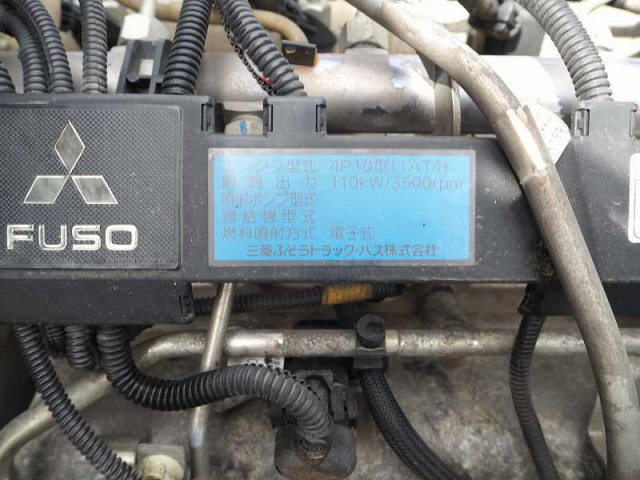 FUSO
エンジン型式 4P10型(1AT4)
最高出力 110kW/3500rpm
噴射ポンプ型式
過給機型式
燃料噴射方式 電子式
三菱ふそうトラック・バス株式会社